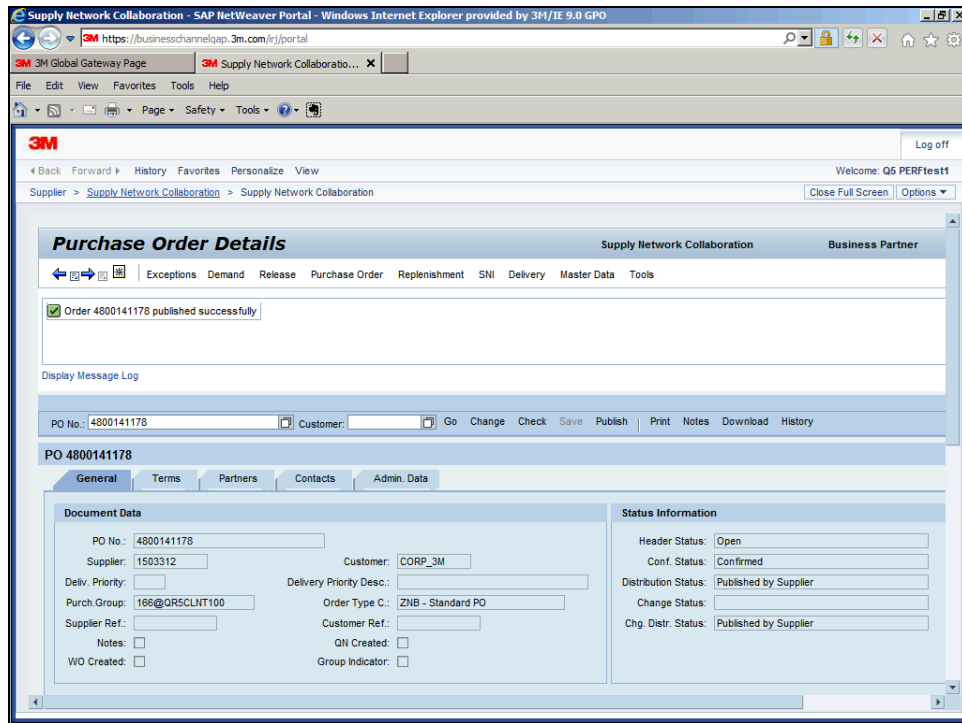 Supply Network Collaboration - SAP NetWeaver Portal - Windows Internet Explorer provided by 3M/IE 9.0 GPO
3M https://businesschannelqap.3m.com/irj/portal
3M 3M Global Gateway Page 3M Supply Network Collaboratio... X
File Edit View Favorites Tools Help
Page Safety Tools
3M Log off
Back Forward History Favorites Personalize View Welcome: Q5 PERFtest1
Supplier > Supply Network Collaboration > Supply Network Collaboration Close Full Screen Options
Purchase Order Details Supply Network Collaboration Business Partner
Exceptions Demand Release Purchase Order Replenishment SNI Delivery Master Data Tools
Order 4800141178 published successfully
Display Message Log
PO No.: 4800141178 Customer: Go Change Check Save Publish Print Notes Download History
PO 4800141178
General Terms Partners Contacts Admin. Data
Document Data Status Information
PO No.: 4800141178 Header Status: Open
Supplier: 1503312 Customer: CORP_3M Conf. Status: Confirmed
Deliv. Priority: Delivery Priority Desc.: Distribution Status: Published by Supplier
Purch.Group: 166@QR5CLNT100 Order Type C.: ZNB - Standard PO Change Status:
Supplier Ref.: Customer Ref.: Chg. Distr. Status: Published by Supplier
Notes: QN Created:
WO Created: Group Indicator: